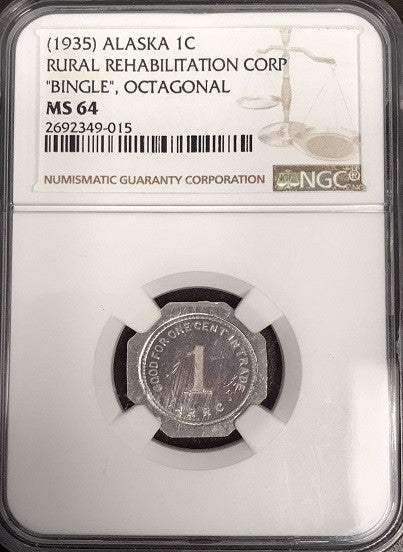 (1935) ALASKA 1C
RURAL REHABILITATION CORP
"BINGLE", OCTAGONAL
MS 64
2692349-015
NUMISMATIC GUARANTY CORPORATION
NGC®
GOOD FOR ONE CENT IN TRADE
1